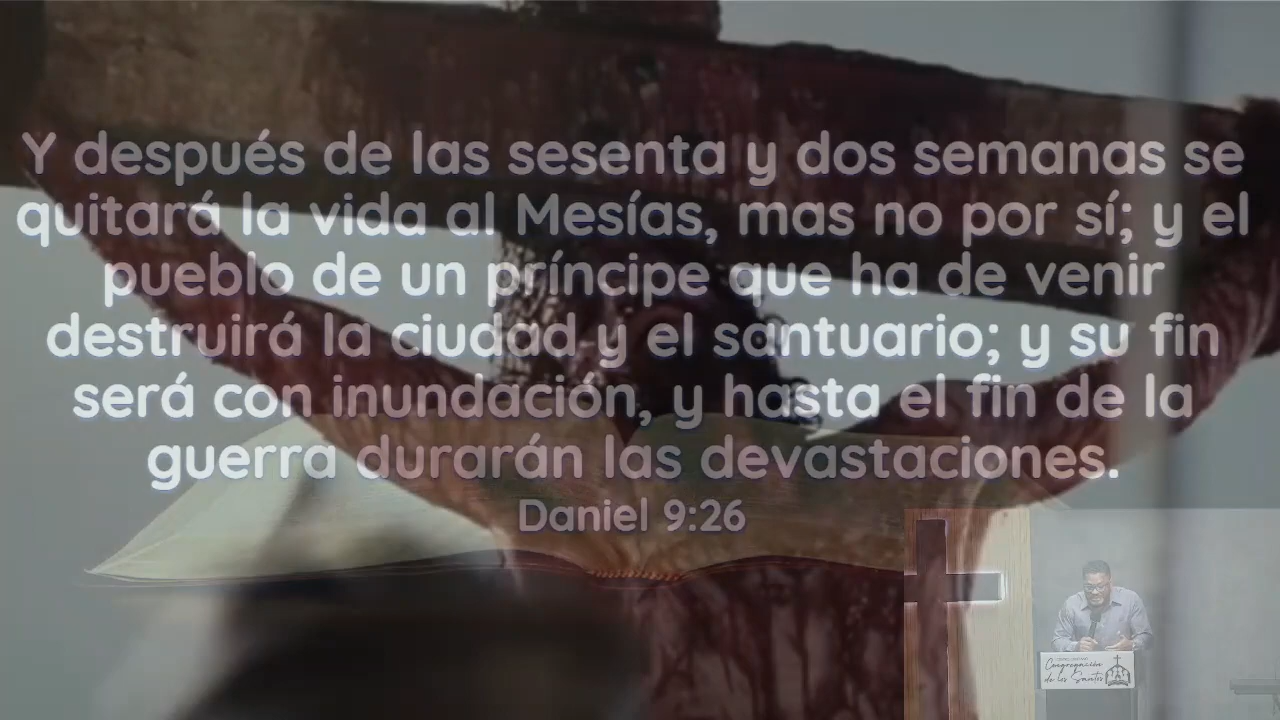 Y después de las sesenta y dos semanas se
quitará la vida al Mesías, mas no por sí; y el
pueblo de un príncipe que ha de venir
destruirá la ciudad y el santuario; y su fin
será con inundación, y hasta el fin de la
guerra durarán las devastaciones.
Daniel 9:26
Congregación
de los Santos